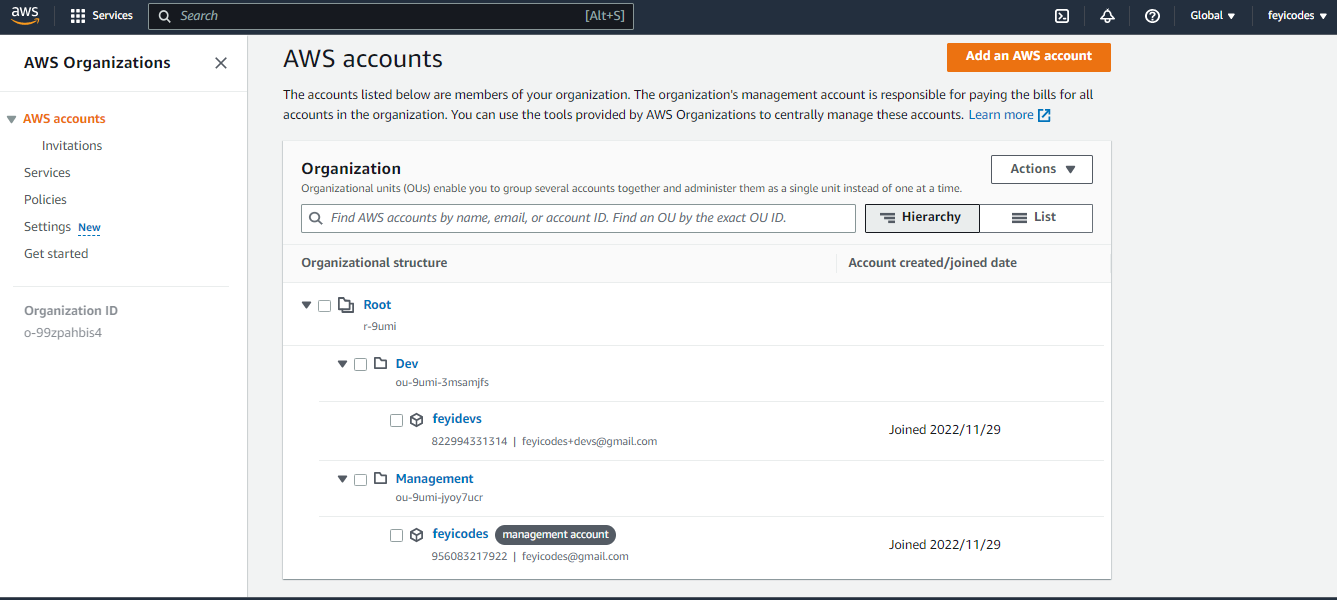 aws
Services
Search [Alt+S]
Global
feyicodes
AWS Organizations
AWS accounts
Invitations
Services
Policies
Settings New
Get started
Organization ID
o-99zpahbis4
AWS accounts
Add an AWS account
The accounts listed below are members of your organization. The organization's management account is responsible for paying the bills for all
accounts in the organization. You can use the tools provided by AWS Organizations to centrally manage these accounts. Learn more
Organization
Actions
Organizational units (OUs) enable you to group several accounts together and administer them as a single unit instead of one at a time.
Find AWS accounts by name, email, or account ID. Find an OU by the exact OU ID.
Hierarchy
List
Organizational structure
Account created/joined date
Root
r-9umi
Dev
ou-9umi-3msamjfs
feyidevs
822994331314 | feyicodes+devs@gmail.com
Joined 2022/11/29
Management
ou-9umi-jyoy7ucr
feyicodes management account
956083217922 | feyicodes@gmail.com
Joined 2022/11/29